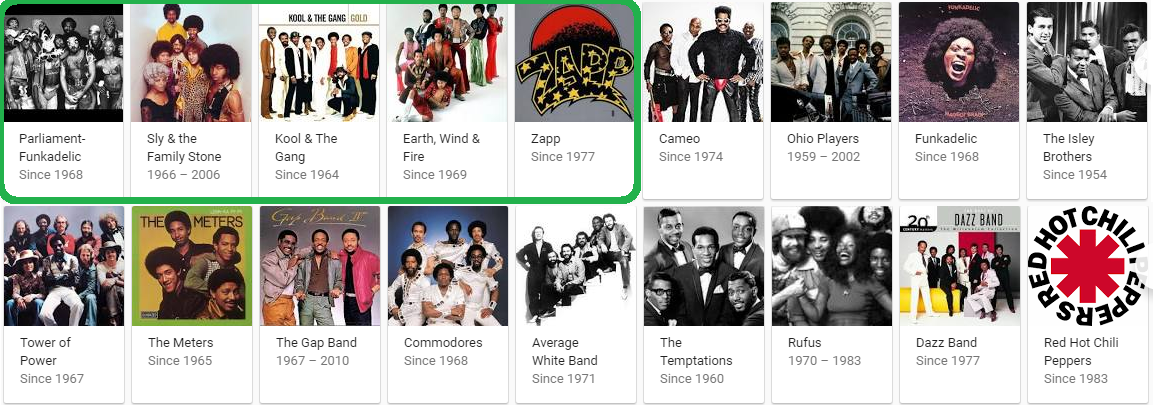 KOOL & THE GANG | GOLD
ZAPP
FUNKADELIC
Parliament-
Funkadelic
Since 1968
Sly & the
Family Stone
1966 – 2006
Kool & The
Gang
Since 1964
Earth, Wind &
Fire
Since 1969
Zapp
Since 1977
Cameo
Since 1974
Ohio Players
1959 – 2002
Funkadelic
Since 1968
The Isley
Brothers
Since 1954
THE METERS
Gap Band IV
20th
DAZZ BAND
RED HOT CHILI PEPPERS
Tower of
Power
Since 1967
The Meters
Since 1965
The Gap Band
1967 – 2010
Commodores
Since 1968
Average
White Band
Since 1971
The
Temptations
Since 1960
Rufus
1970 – 1983
Dazz Band
Since 1977
Red Hot Chili
Peppers
Since 1983